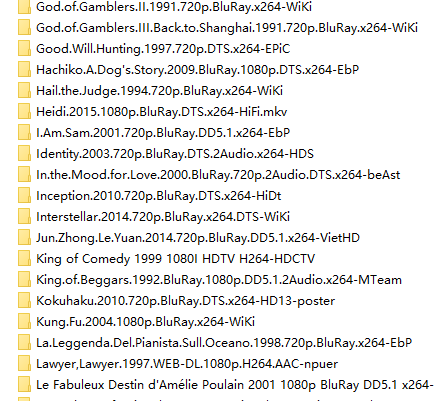 God.of.Gamblers.II.1991.720p.BluRay.x264-WiKi
God.of.Gamblers.III.Back.to.Shanghai.1991.720p.BluRay.x264-WiKi
Good.Will.Hunting.1997.720p.DTS.x264-EPiC
Hachiko.A.Dog's.Story.2009.BluRay.1080p.DTS.x264-EbP
Hail.the.Judge.1994.720p.BluRay.x264-WiKi
Heidi.2015.1080p.BluRay.DTS.x264-HiFi.mkv
I.Am.Sam.2001.720p.BluRay.DD5.1.x264-EbP
Identity.2003.720p.BluRay.DTS.2Audio.x264-HDS
In.the.Mood.for.Love.2000.BluRay.720p.2Audio.DTS.x264-beAst
Inception.2010.720p.BluRay.DTS.x264-HiDt
Interstellar.2014.720p.BluRay.x264.DTS-WiKi
Jun.Zhong.Le.Yuan.2014.720p.BluRay.DD5.1.x264-VietHD
King of Comedy 1999 1080I HDTV H264-HDCTV
King.of.Beggars.1992.BluRay.1080p.DD5.1.2Audio.x264-MTeam
Kokuhaku.2010.720p.BluRay.DTS.x264-HD13-poster
Kung.Fu.2004.1080p.BluRay.x264-WiKi
La.Leggenda.Del.Pianista.Sull.Oceano.1998.720p.BluRay.x264-EbP
Lawyer,Lawyer.1997.WEB-DL.1080p.H264.AAC-npuer
Le Fabuleux Destin d'Amélie Poulain 2001 1080p BluRay DD5.1 x264-